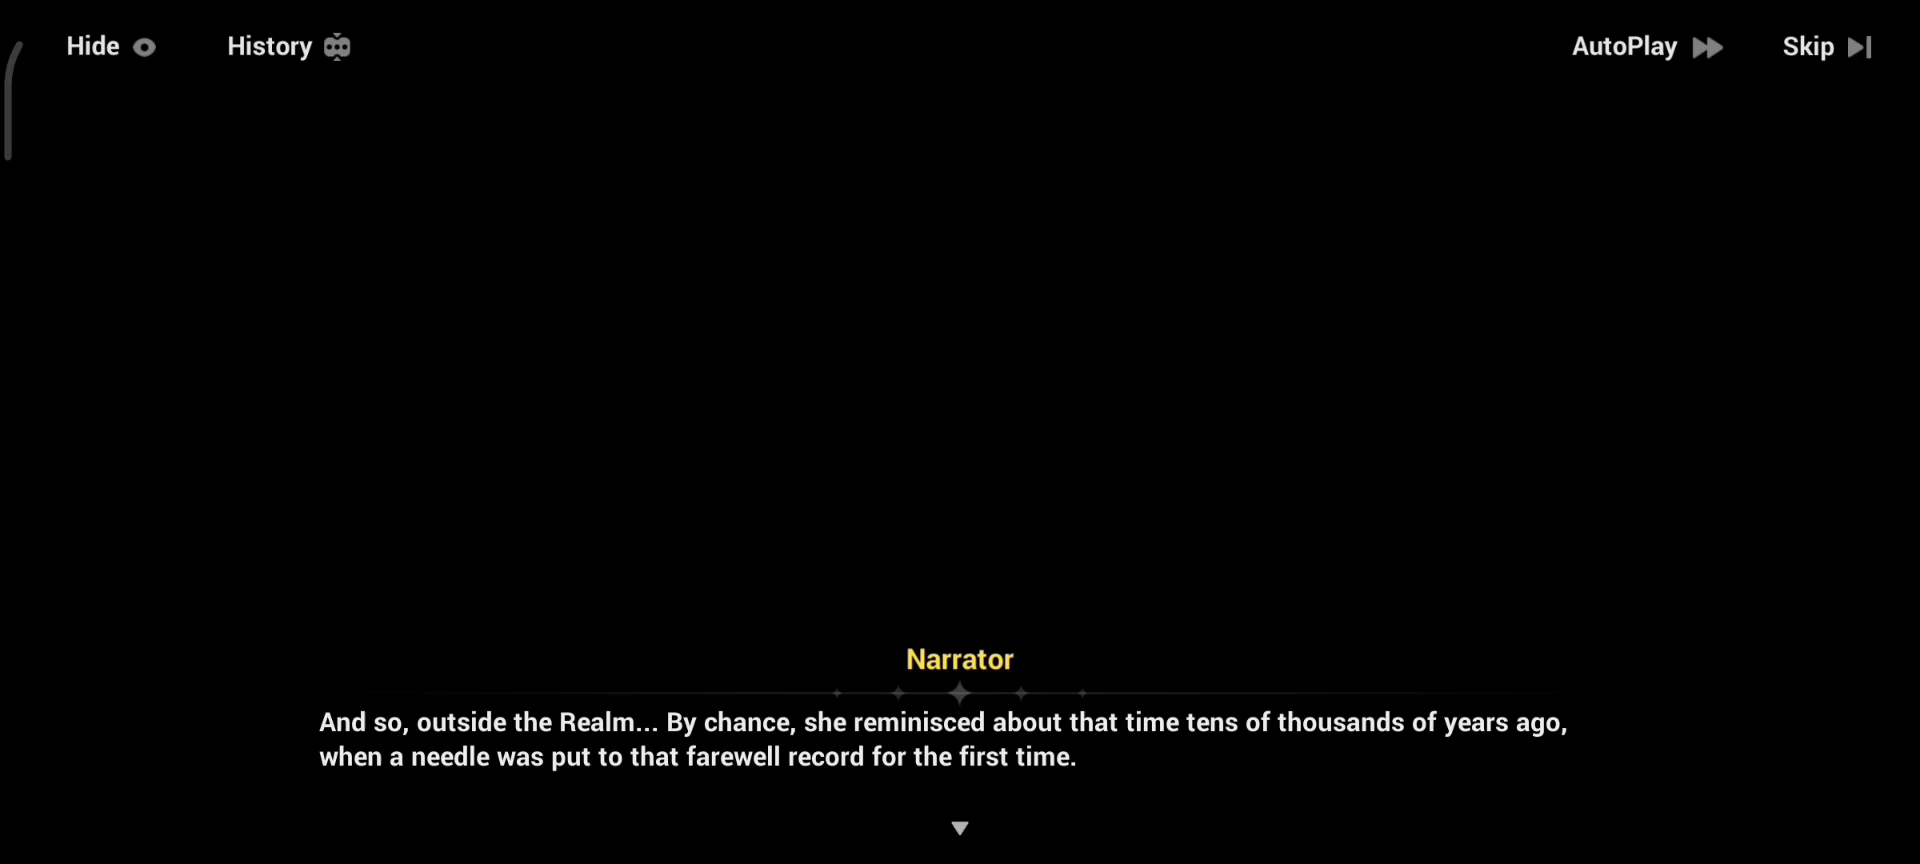 Hide
History
AutoPlay
Skip
Narrator
And so, outside the Realm... By chance, she reminisced about that time tens of thousands of years ago,
when a needle was put to that farewell record for the first time.